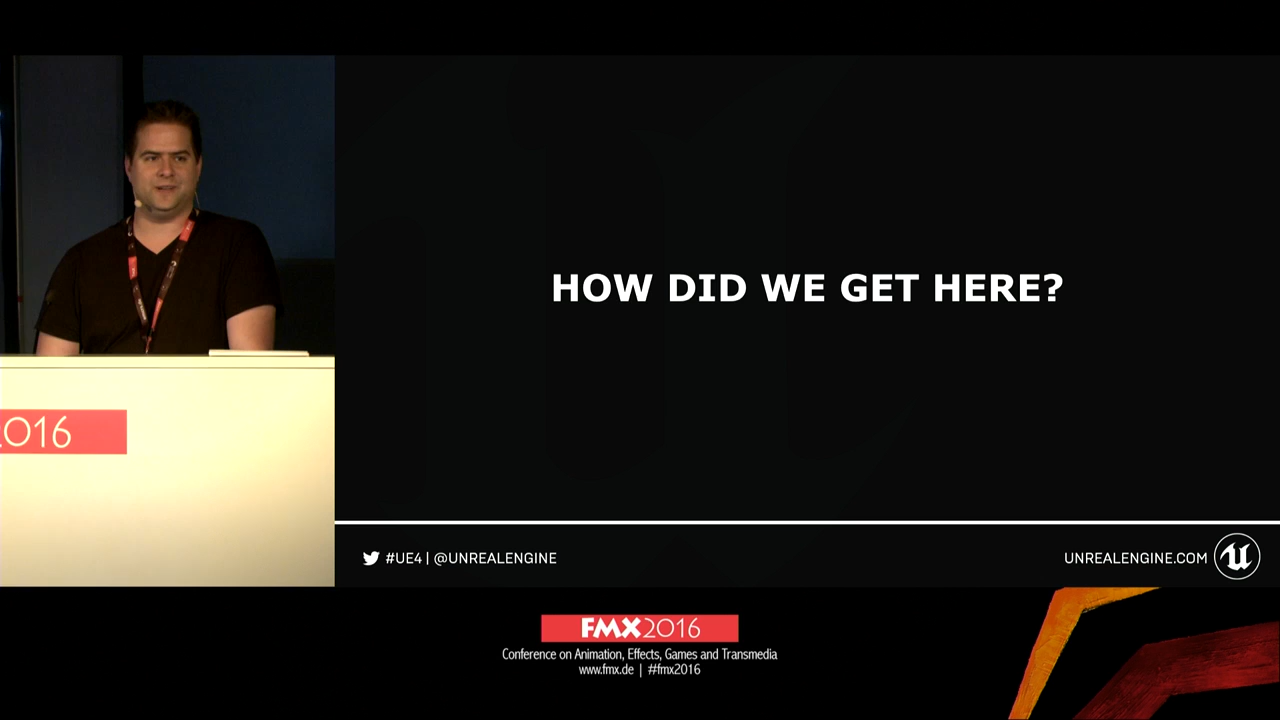 HOW DID WE GET HERE?
2016
#UE4 | @UNREALENGINE
UNREALENGINE.COM
FMX2016
Conference on Animation, Effects, Games and Transmedia
www.fmx.de | #fmx2016